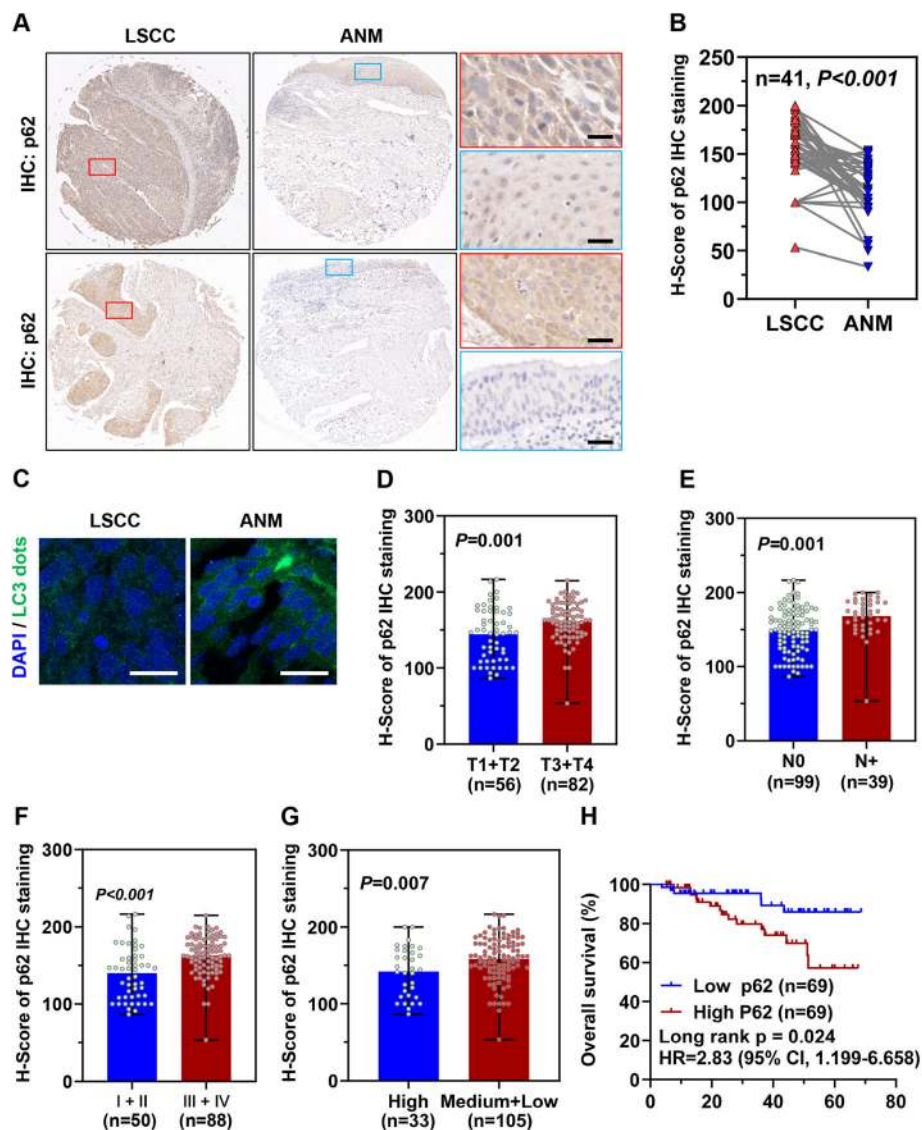 A
LSCC
ANM
IHC: p62
IHC: p62
B
H-Score of p62 IHC staining
n=41, P<0.001
250
200
150
100
50
0
LSCC
ANM
C
LSCC
ANM
DAPI / LC3 dots
D
H-Score of p62 IHC staining
P=0.001
300
200
100
0
T1+T2
(n=56)
T3+T4
(n=82)
E
H-Score of p62 IHC staining
P=0.001
300
200
100
0
N0
(n=99)
N+
(n=39)
F
H-Score of p62 IHC staining
P<0.001
300
200
100
0
I + II
(n=50)
III + IV
(n=88)
G
H-Score of p62 IHC staining
P=0.007
300
200
100
0
High
(n=33)
Medium+Low
(n=105)
H
Overall survival (%)
100
80
60
40
20
0
Low p62 (n=69)
High P62 (n=69)
Long rank p = 0.024
HR=2.83 (95% CI, 1.199-6.658)
0 20 40 60 80